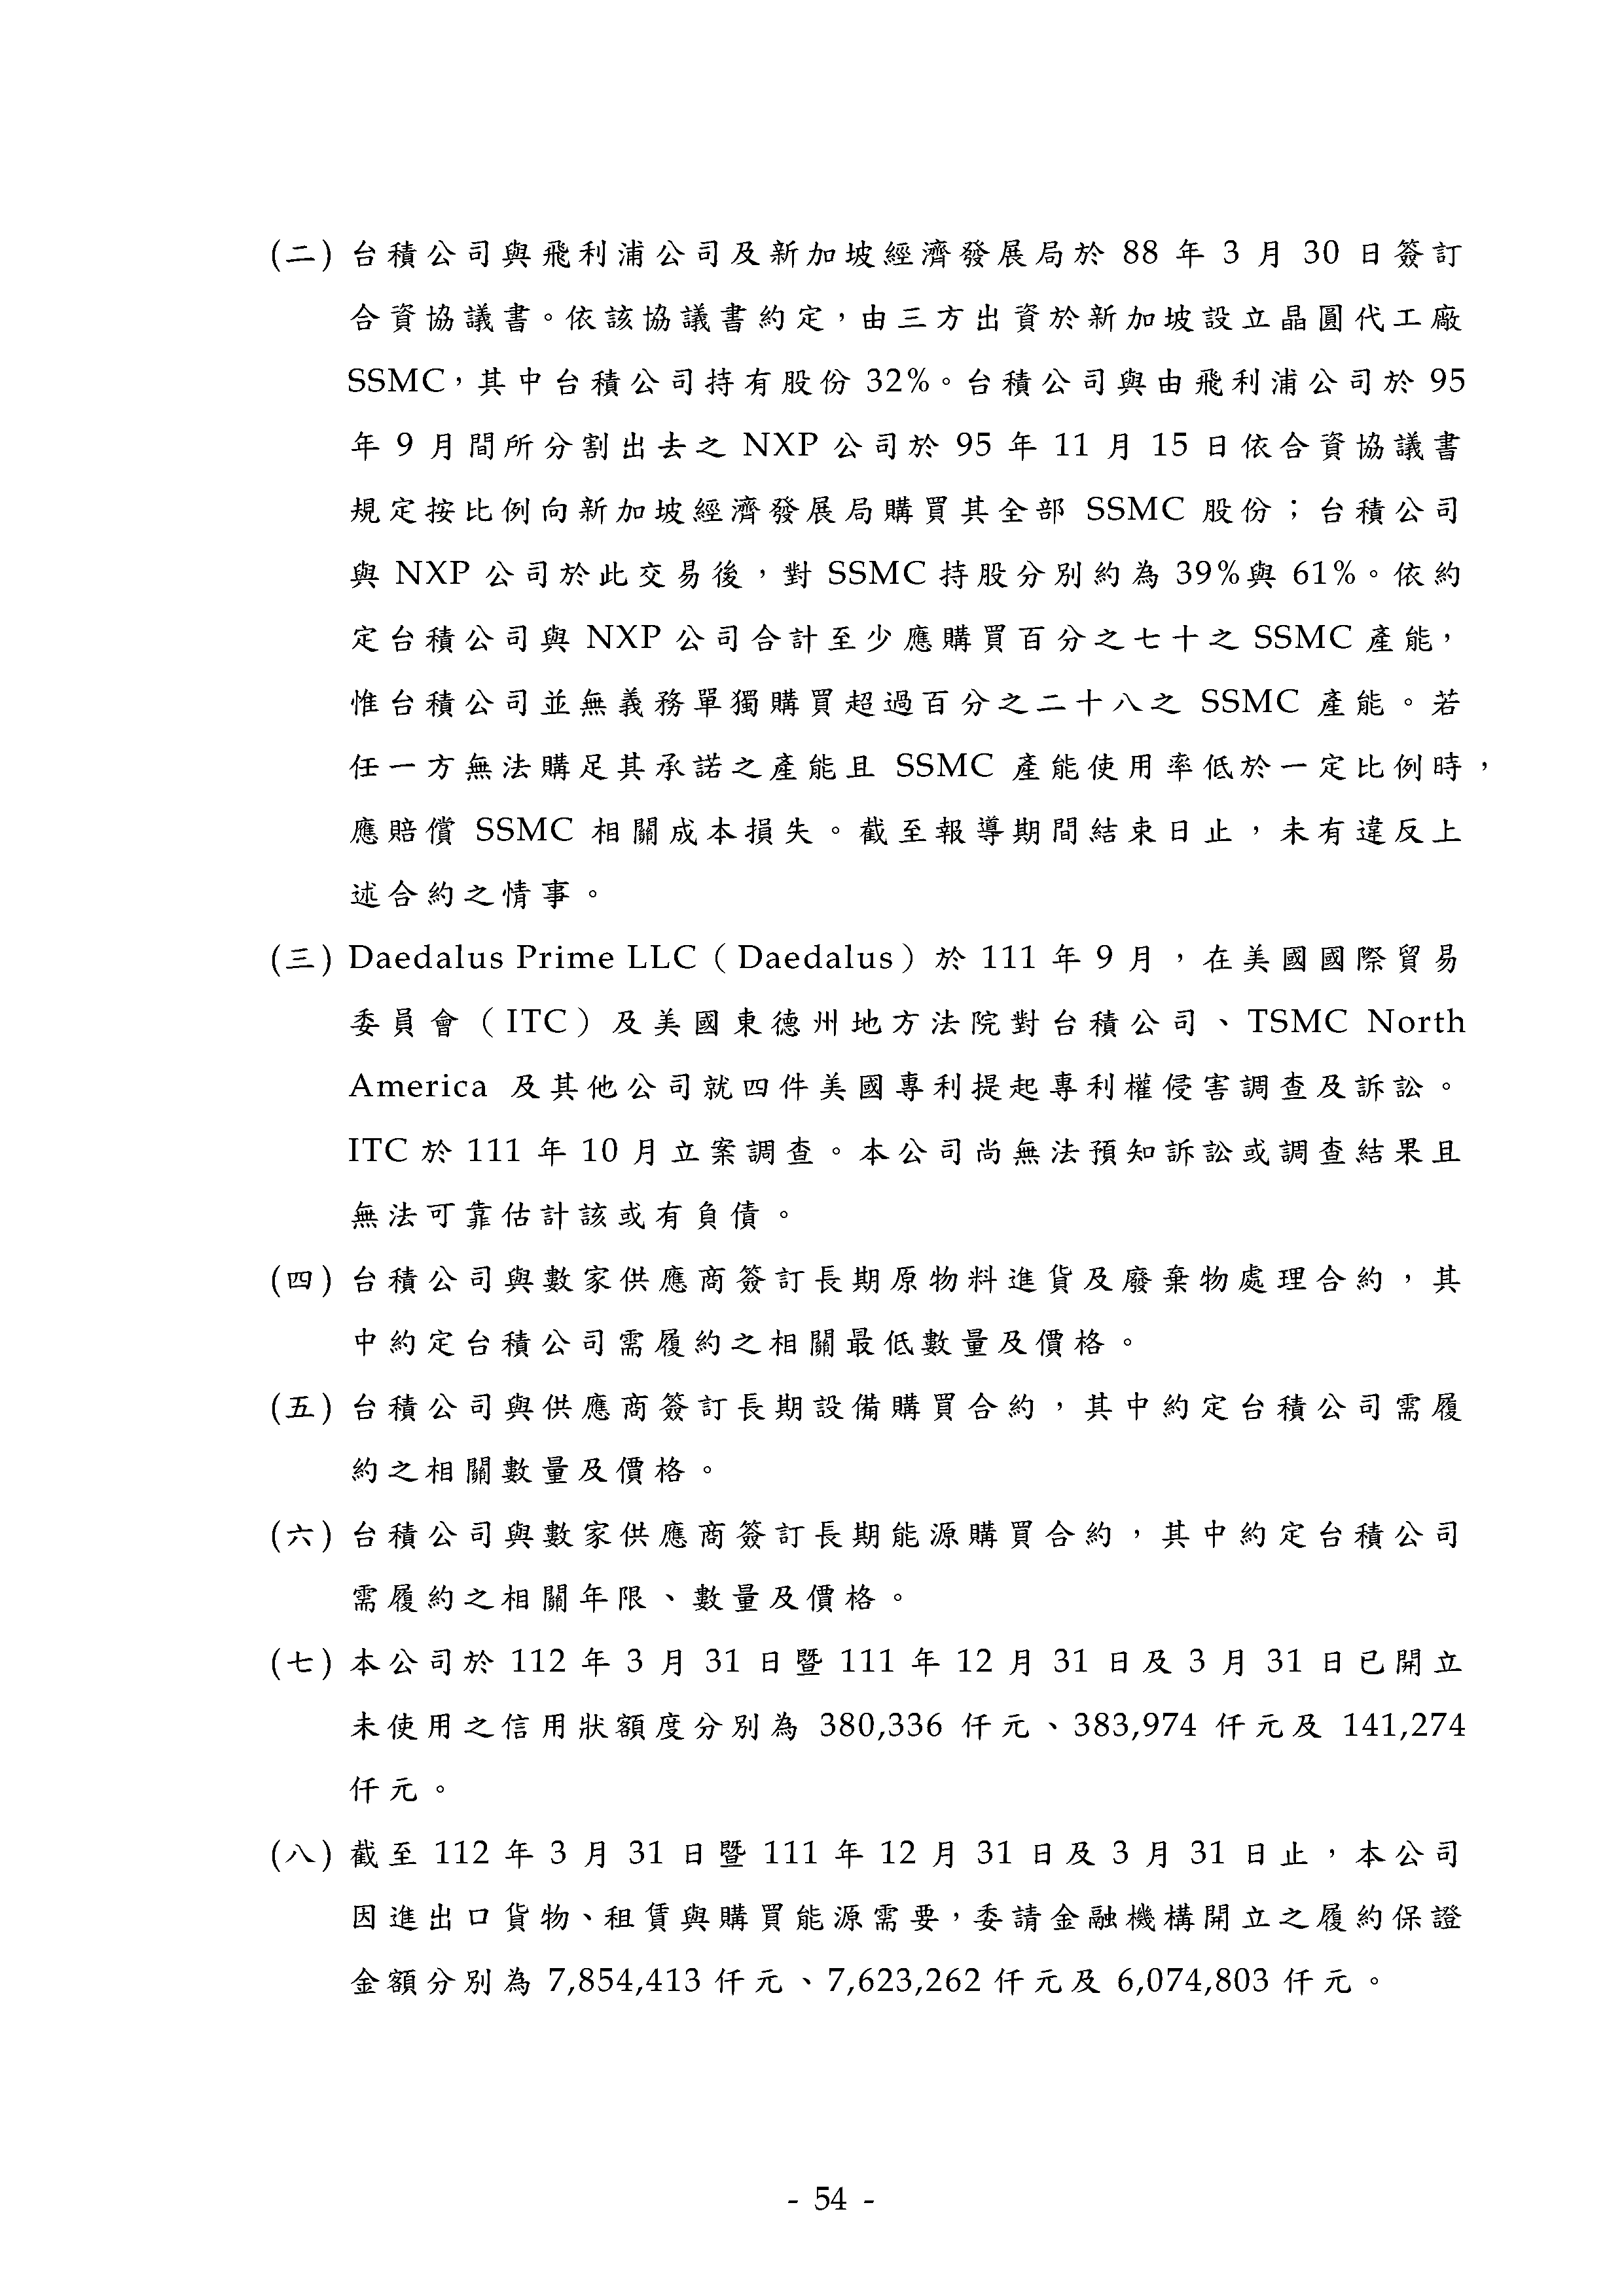 (二) 台積公司與飛利浦公司及新加坡經濟發展局於 88 年 3 月 30 日簽訂
合資協議書。依該協議書約定，由三方出資於新加坡設立晶圓代工廠
SSMC，其中台積公司持有股份 32%。台積公司與由飛利浦公司於 95
年 9 月間所分割出去之 NXP 公司於 95 年 11 月 15 日依合資協議書
規定按比例向新加坡經濟發展局購買其全部 SSMC 股份；台積公司
與 NXP 公司於此交易後，對 SSMC 持股分別約為 39%與 61%。依約
定台積公司與 NXP 公司合計至少應購買百分之七十之 SSMC 產能，
惟台積公司並無義務單獨購買超過百分之二十八之 SSMC 產能。若
任一方無法購足其承諾之產能且 SSMC 產能使用率低於一定比例時，
應賠償 SSMC 相關成本損失。截至報導期間結束日止，未有違反上
述合約之情事。
(三) Daedalus Prime LLC（Daedalus）於 111 年 9 月，在美國國際貿易
委員會（ITC）及美國東德州地方法院對台積公司、TSMC North
America 及其他公司就四件美國專利提起專利權侵害調查及訴訟。
ITC 於 111 年 10 月立案調查。本公司尚無法預知訴訟或調查結果且
無法可靠估計該或有負債。
(四) 台積公司與數家供應商簽訂長期原物料進貨及廢棄物處理合約，其
中約定台積公司需履約之相關最低數量及價格。
(五) 台積公司與供應商簽訂長期設備購買合約，其中約定台積公司需履
約之相關數量及價格。
(六) 台積公司與數家供應商簽訂長期能源購買合約，其中約定台積公司
需履約之相關年限、數量及價格。
(七) 本公司於 112 年 3 月 31 日暨 111 年 12 月 31 日及 3 月 31 日已開立
未使用之信用狀額度分別為 380,336 仟元、383,974 仟元及 141,274
仟元。
(八) 截至 112 年 3 月 31 日暨 111 年 12 月 31 日及 3 月 31 日止，本公司
因進出口貨物、租賃與購買能源需要，委請金融機構開立之履約保證
金額分別為 7,854,413 仟元、7,623,262 仟元及 6,074,803 仟元。
- 54 -